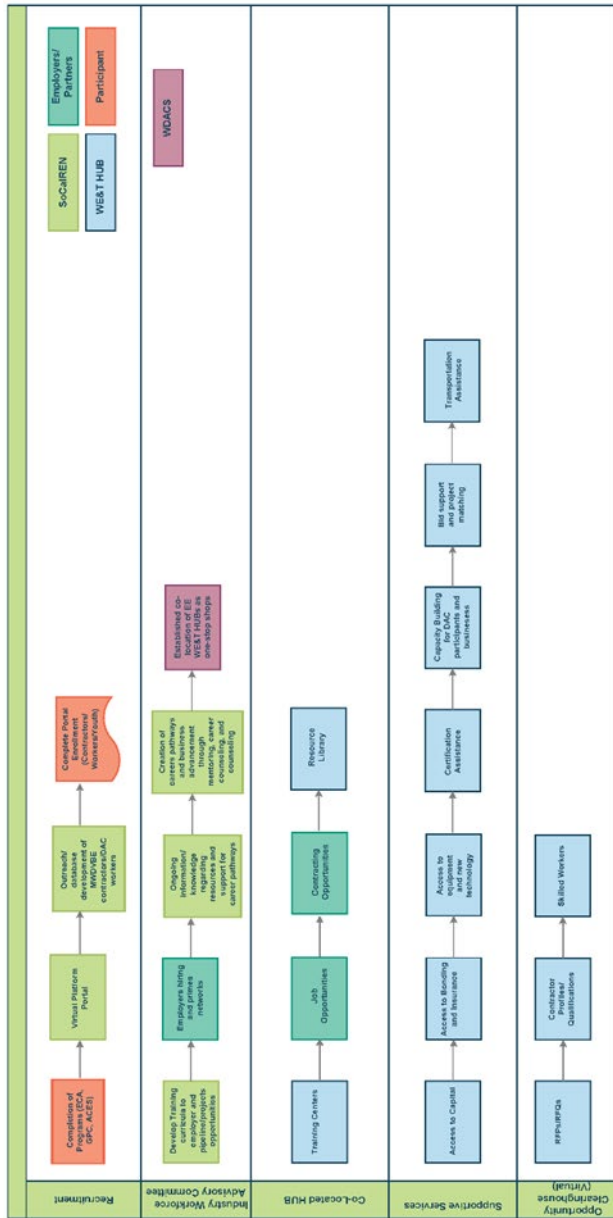 SoCalREN
Employers/
Partners
WE&T HUB
Participant
WDACS
Recruitment
Completion of
Programs (ECA,
GPC, ACES)
Virtual Platform
Portal
Outreach/
database
development of
MWDVBE
contractors/DAC
workers
Complete Portal
Enrollment
(Contractors/
Workers/Youth)
Industry Workforce
Advisory Committee
Develop Training
curricula to
employer and
pipeline/projects
opportunities
Employers hiring
and primes
networks
Ongoing
information/
knowledge
regarding
resources and
support for
career pathways
Creation of
careers pathways
and business
advancement
through
mentoring, career
counseling, and
counseling
Established co-
location of EE
WE&T HUBs as
one-stop shops
Co-Located HUB
Training Centers
Job
Opportunities
Contracting
Opportunities
Resource
Library
Supportive Services
Access to Capital
Access to Bonding
and Insurance
Access to
equipment
and new
technology
Certification
Assistance
Capacity Building
for DAC
participants and
businesess
Bid support
and project
matching
Transportation
Assistance
Opportunity
Clearinghouse
(Virtual)
RFPs/RFQs
Contractor
Profiles/
Qualifications
Skilled Workers